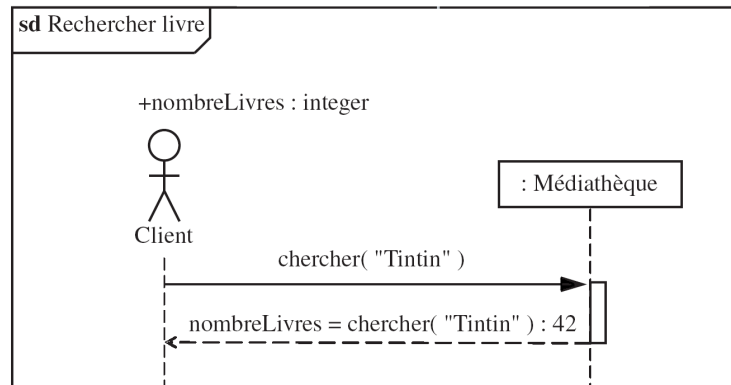 sd Rechercher livre
+nombreLivres : integer
: Médiathèque
Client
chercher( "Tintin" )
nombreLivres = chercher( "Tintin" ) : 42